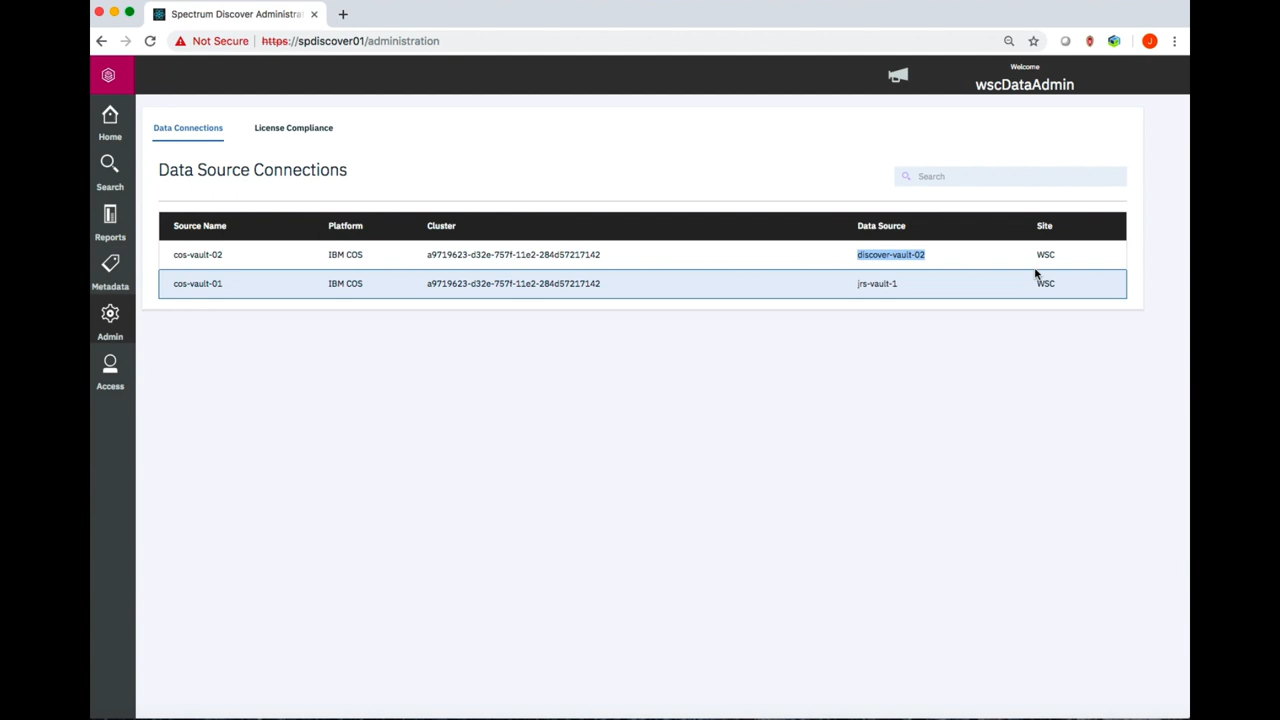 Spectrum Discover Administra
Not Secure https://spdiscover01/administration
J
Welcome
wscDataAdmin
Home
Search
Reports
Metadata
Admin
Access
Data Connections License Compliance
Data Source Connections
Search
Source Name Platform Cluster Data Source Site
cos-vault-02 IBM COS a9719623-d32e-757f-11e2-284d57217142 discover-vault-02 WSC
cos-vault-01 IBM COS a9719623-d32e-757f-11e2-284d57217142 jrs-vault-1 WSC